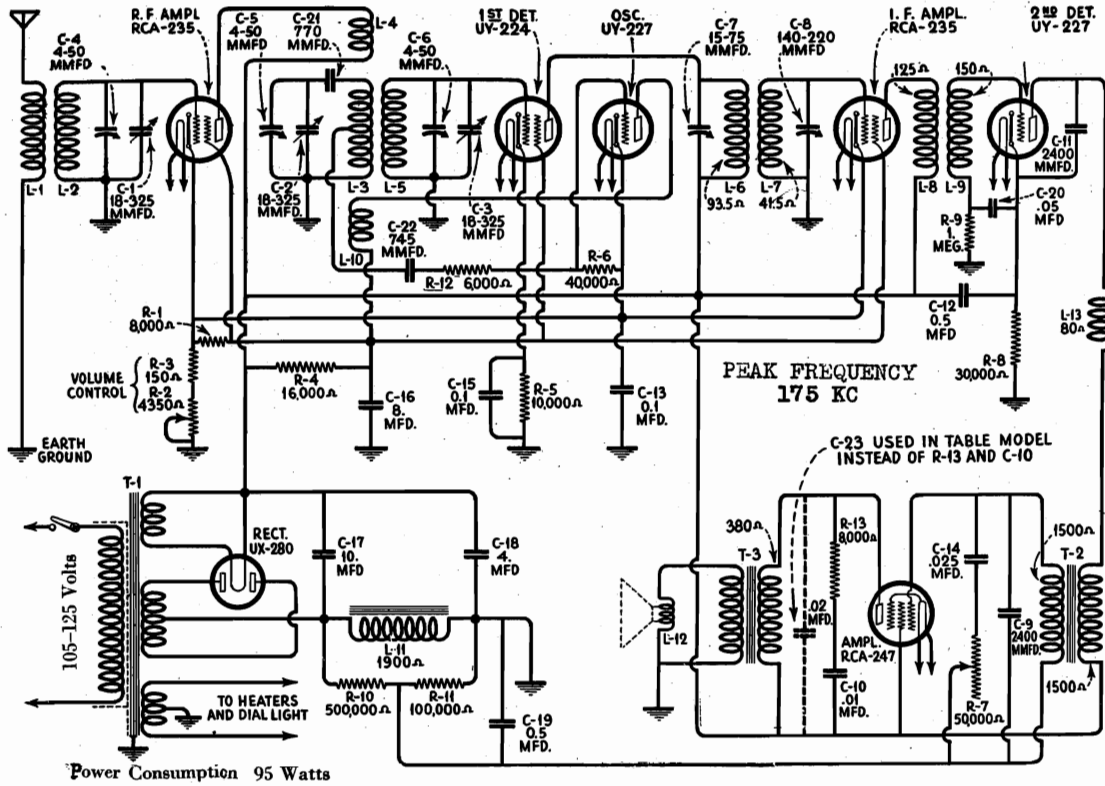 R.F. AMPL.
RCA-235
C-4
4-50
MMFD
C-5
4-50
MMFD
C-21
770
MMFD.
L-4
C-6
4-50
MMFD
1ST DET.
UY-224
OSC.
UY-227
C-7
15-75
MMFD
C-8
140-220
MMFD
I.F. AMPL.
RCA-235
2ND DET.
UY-227
125Ω
150Ω
L-1
L-2
C-1
18-325
MMFD.
C-2
18-325
MMFD
L-3
L-5
C-3
18-325
MMFD
L-6
93.5Ω
L-7
41.5Ω
L-8
L-9
C-11
2400
MMFD
C-20
.05
MFD
R-9
1.
MEG.
L-10
C-22
745
MMFD.
R-12
6,000Ω
R-6
40,000Ω
C-12
0.5
MFD
L-13
80Ω
R-1
8,000Ω
VOLUME
CONTROL
R-3
150Ω
R-2
4350Ω
R-4
16,000Ω
C-16
8.
MFD.
C-15
0.1
MFD.
R-5
10,000Ω
C-13
0.1
MFD.
PEAK FREQUENCY
175 KC
R-8
30,000Ω
EARTH
GROUND
C-23 USED IN TABLE MODEL
INSTEAD OF R-13 AND C-10
T-1
105-125 Volts
RECT.
UX-280
C-17
10.
MFD
C-18
4.
MFD
L-11
1900Ω
R-10
500,000Ω
R-11
100,000Ω
C-19
0.5
MFD.
TO HEATERS
AND DIAL LIGHT
L-12
T-3
380Ω
R-13
8,000Ω
.02
MFD.
C-10
.01
MFD.
AMPL.
RCA-247
C-14
.025
MFD.
R-7
50,000Ω
C-9
2400
MMFD
1500Ω
T-2
1500Ω
Power Consumption 95 Watts